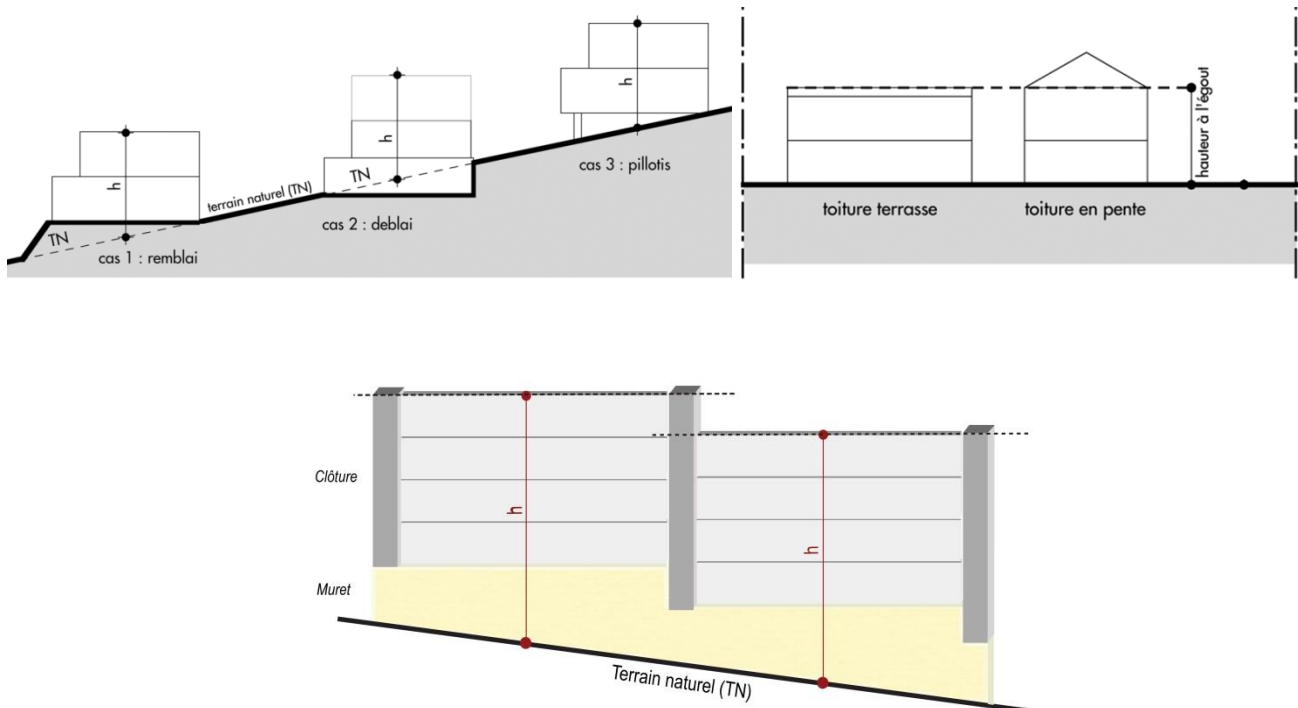 h
cas 3 : pillotis
h
TN
cas 2 : deblai
terrain naturel (TN)
h
TN
cas 1 : remblai
hauteur à l'égout
toiture terrasse
toiture en pente
Clôture
h
h
Muret
Terrain naturel (TN)